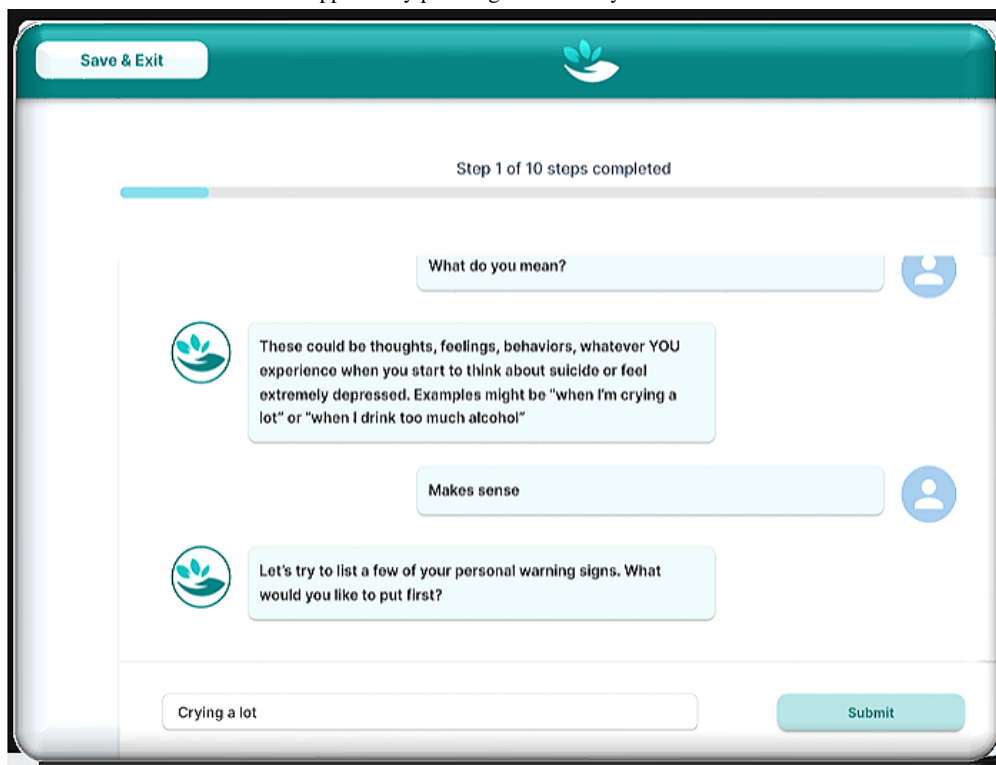 Save & Exit
Step 1 of 10 steps completed
What do you mean?
These could be thoughts, feelings, behaviors, whatever YOU
experience when you start to think about suicide or feel
extremely depressed. Examples might be "when I'm crying a
lot" or "when I drink too much alcohol"
Makes sense
Let's try to list a few of your personal warning signs. What
would you like to put first?
Crying a lot
Submit